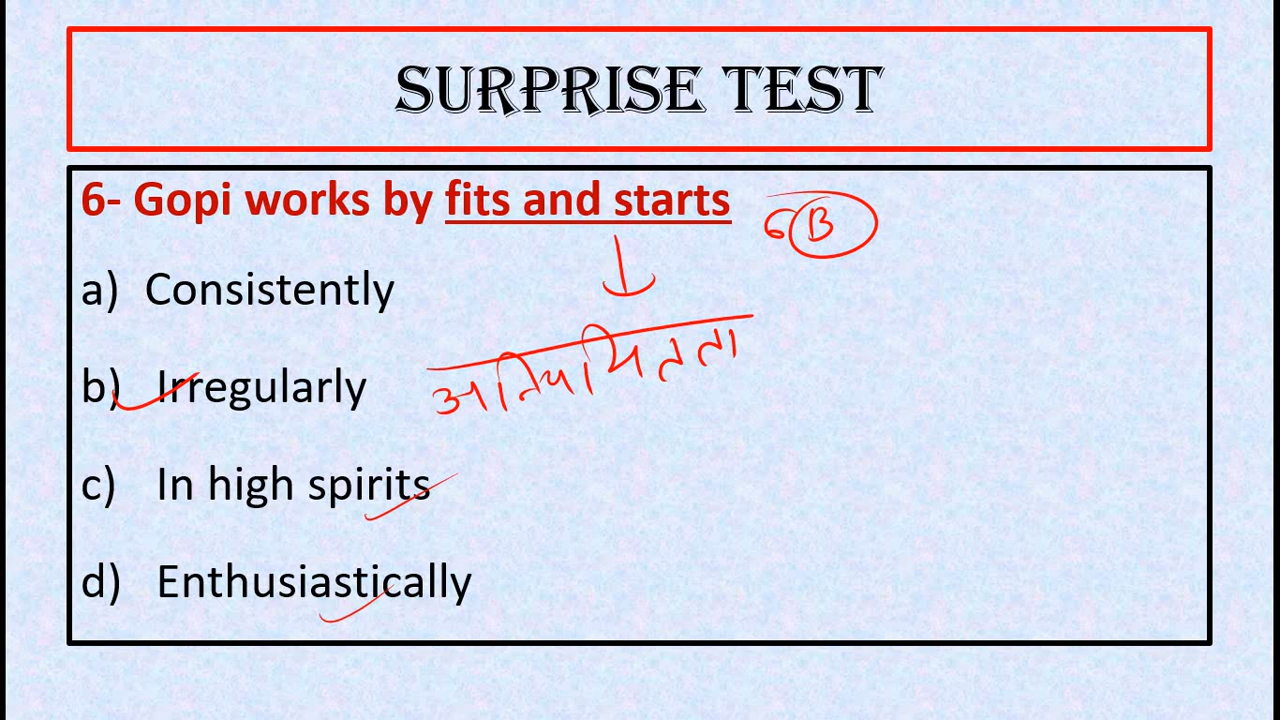 SURPRISE TEST
6- Gopi works by fits and starts
6 B
a) Consistently
b) Irregularly
अनियमितता
c) In high spirits
d) Enthusiastically